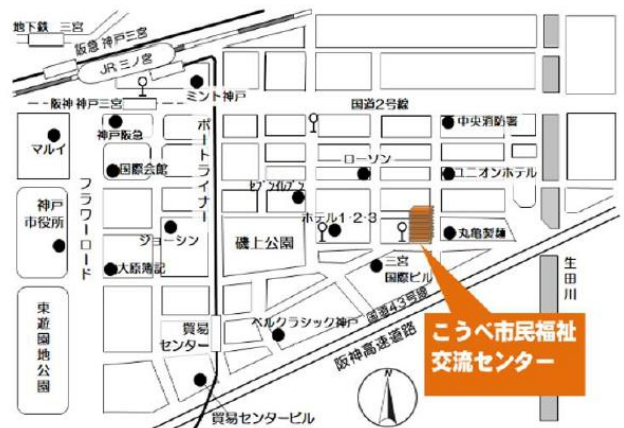 地下鉄 三宮
阪急 神戸三宮
JR 三ノ宮
ミント神戸
阪神 神戸三宮
国道2号線
マルイ
神戸阪急
中央消防署
国際会館
ポートライナー
ローソン
ユニオンホテル
フラワーロード
セブンイレブン
神戸
市役所
ジョーシン
磯上公園
ホテル1・2・3
丸亀製麺
大原簿記
三宮
国際ビル
生田川
東遊園地公園
貿易
センター
ベルクラシック神戸
国道43号線
阪神高速道路
こうべ市民福祉
交流センター
N
貿易センタービル